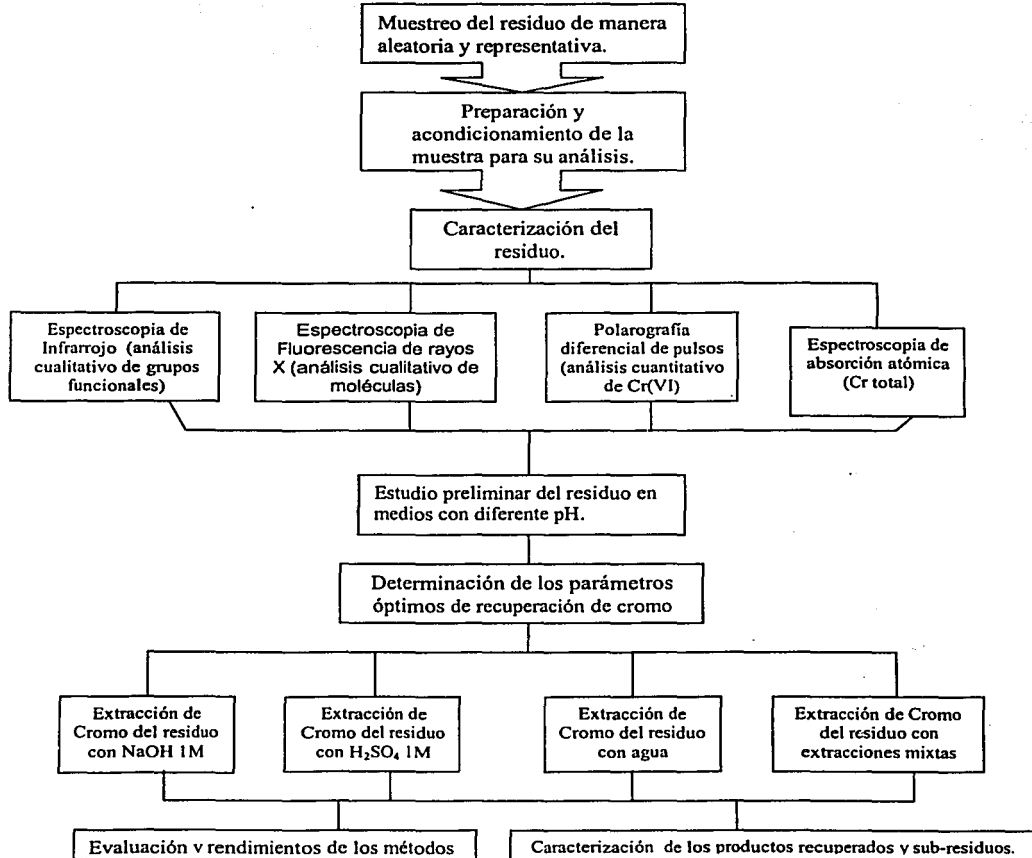 Muestreo del residuo de manera
aleatoria y representativa.
Preparación y
acondicionamiento de la
muestra para su análisis.
Caracterización del
residuo.
Espectroscopia de
Infrarrojo (análisis
cualitativo de grupos
funcionales)
Espectroscopia de
Fluorescencia de rayos
X (análisis cualitativo de
moléculas)
Polarografía
diferencial de pulsos
(análisis cuantitativo
de Cr(VI)
Espectroscopia de
absorción atómica
(Cr total)
Estudio preliminar del residuo en
medios con diferente pH.
Determinación de los parámetros
óptimos de recuperación de cromo
Extracción de
Cromo del residuo
con NaOH 1M
Extracción de
Cromo del residuo
con H₂SO₄ 1M
Extracción de
Cromo del residuo
con agua
Extracción de Cromo
del residuo con
extracciones mixtas
Evaluación y rendimientos de los métodos
Caracterización de los productos recuperados y sub-residuos.